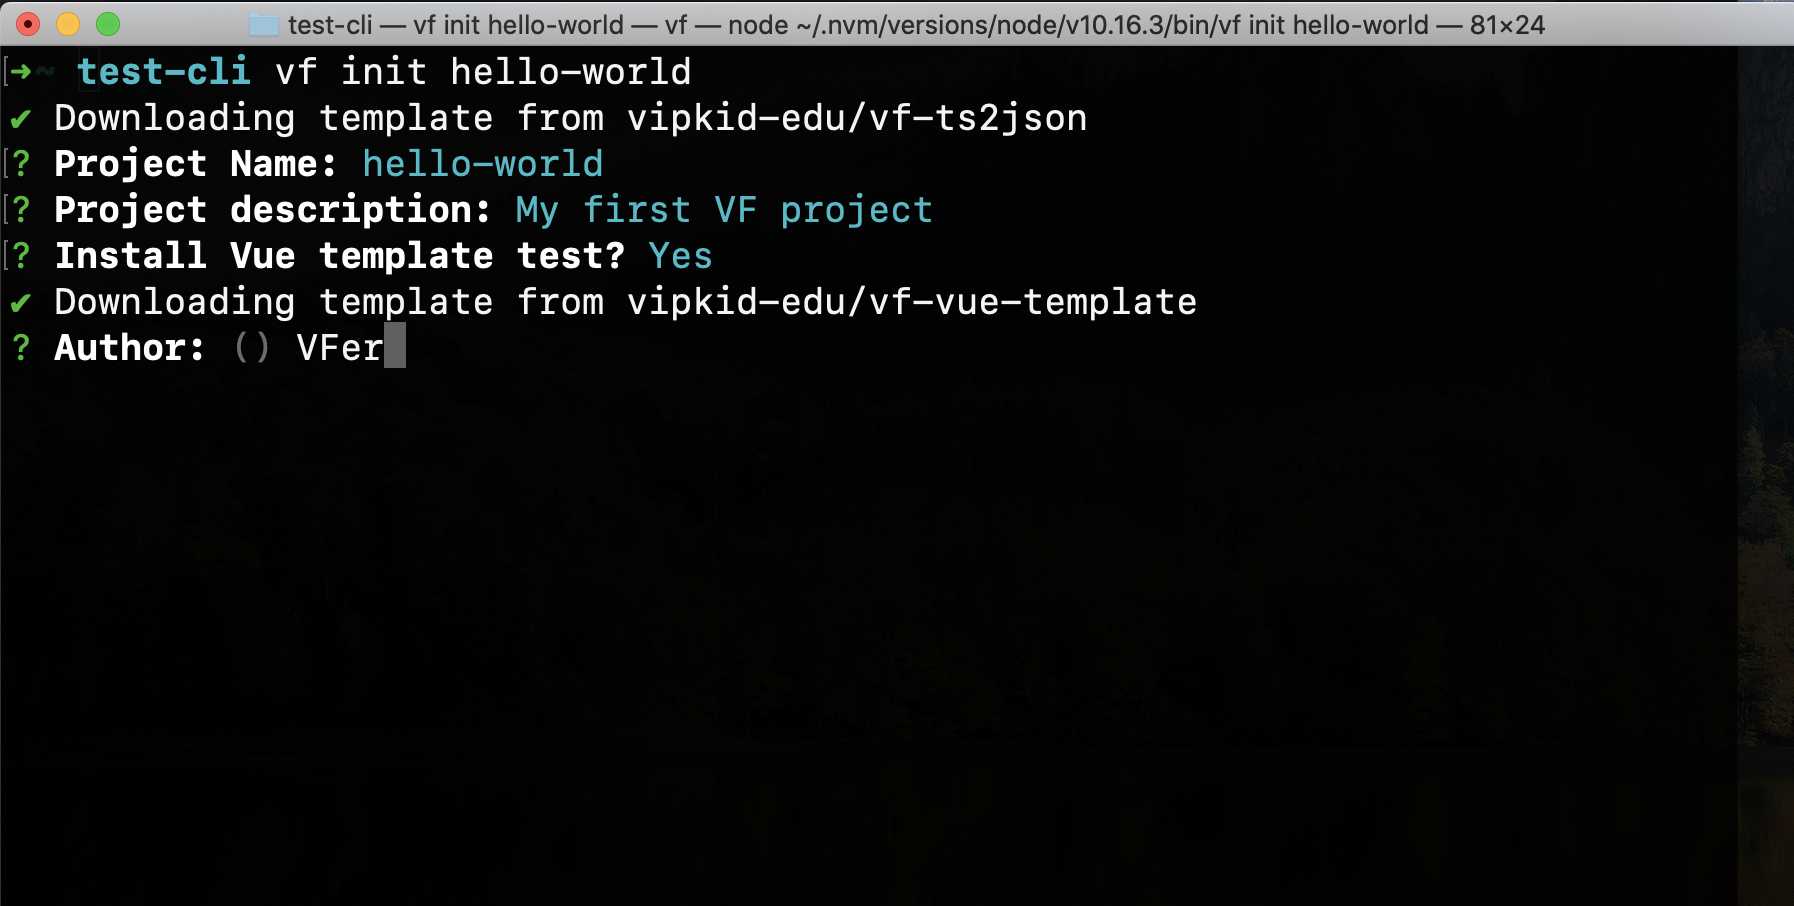 test-cli — vf init hello-world — vf — node ~/.nvm/versions/node/v10.16.3/bin/vf init hello-world — 81×24
[➜ ~ test-cli vf init hello-world
✔ Downloading template from vipkid-edu/vf-ts2json
[? Project Name: hello-world
[? Project description: My first VF project
[? Install Vue template test? Yes
✔ Downloading template from vipkid-edu/vf-vue-template
? Author: () VFer